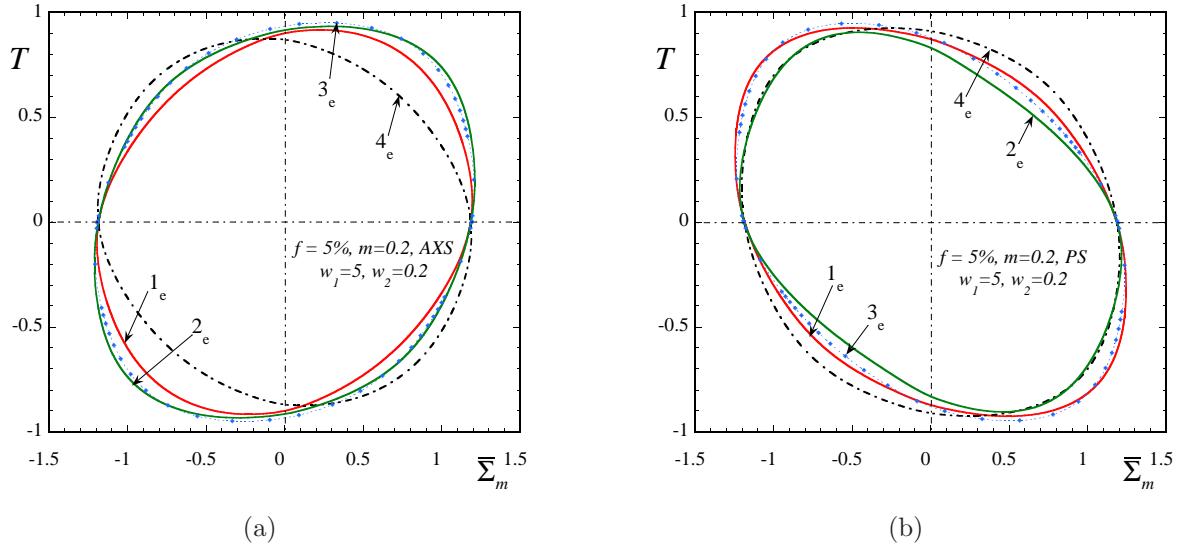 1
T
0.5
0
-0.5
-1
3e
4e
f = 5%, m=0.2, AXS
w1=5, w2=0.2
1e
2e
-1.5 -1 -0.5 0 0.5 1 1.5
Σ̅m
(a)
1
T
0.5
0
-0.5
-1
4e
2e
f = 5%, m=0.2, PS
w1=5, w2=0.2
1e
3e
-1.5 -1 -0.5 0 0.5 1 1.5
Σ̅m
(b)